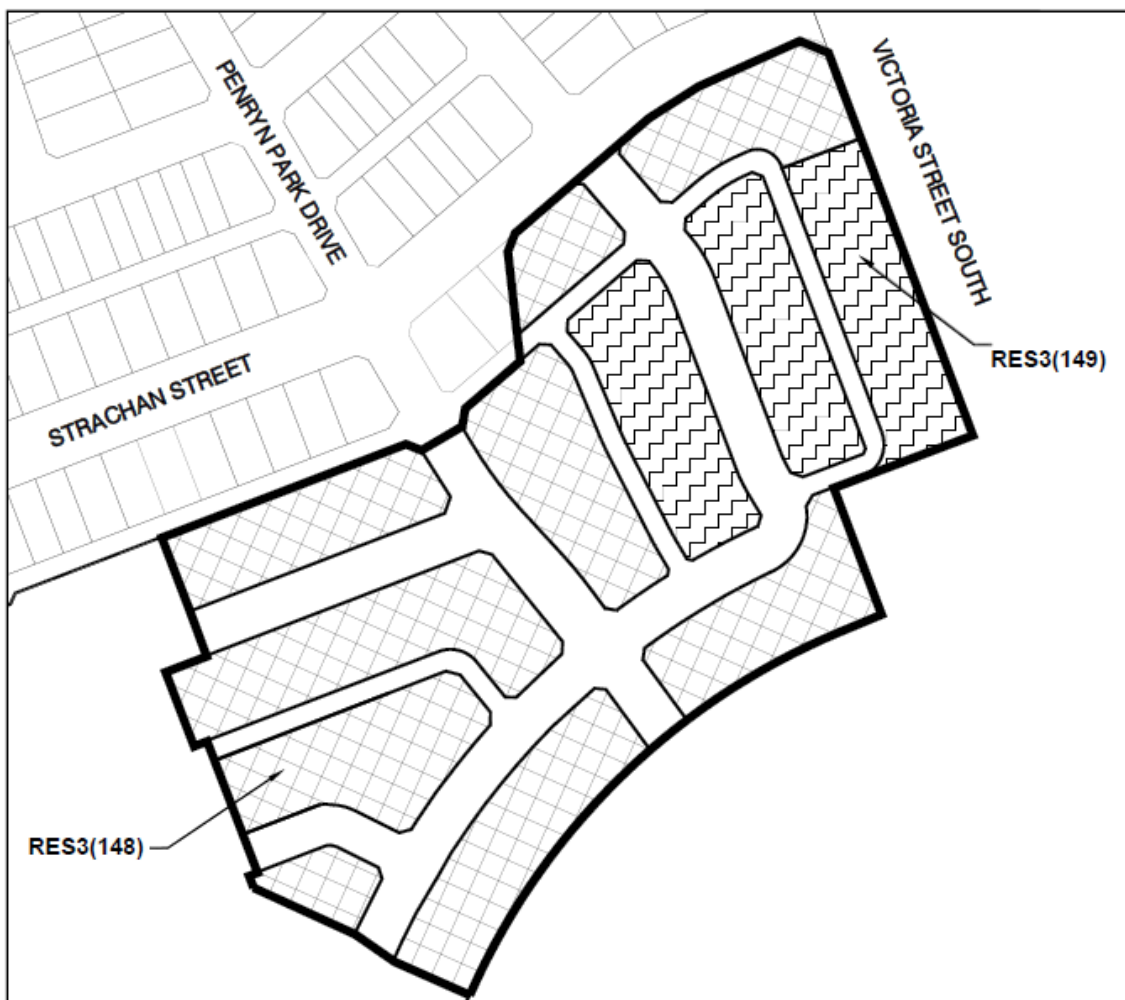 PENRYN PARK DRIVE
VICTORIA STREET SOUTH
STRACHAN STREET
RES3(149)
RES3(148)